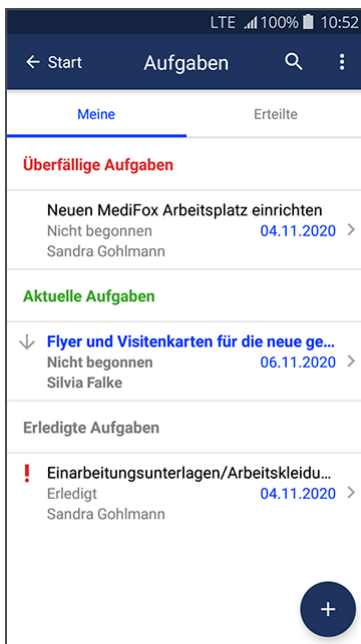 LTE 100% 10:52
← Start Aufgaben
Meine Erteilte
Überfällige Aufgaben
Neuen MediFox Arbeitsplatz einrichten
Nicht begonnen 04.11.2020
Sandra Gohlmann
Aktuelle Aufgaben
Flyer und Visitenkarten für die neue ge...
Nicht begonnen 06.11.2020
Silvia Falke
Erledigte Aufgaben
Einarbeitungsunterlagen/Arbeitskleidu...
Erledigt 04.11.2020
Sandra Gohlmann